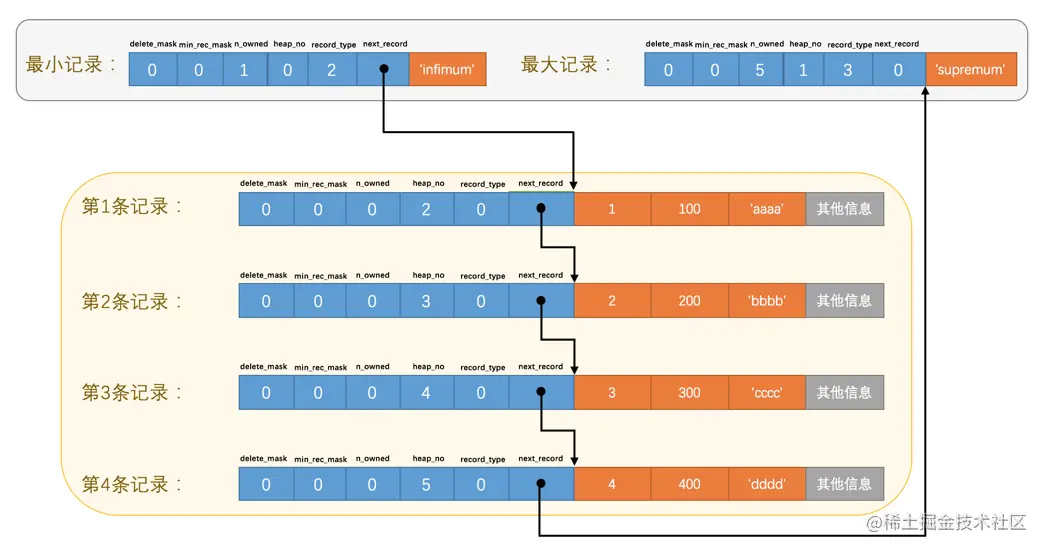 delete_mask min_rec_mask n_owned heap_no record_type next_record
最小记录： 0 0 1 0 2 'infimum'
delete_mask min_rec_mask n_owned heap_no record_type next_record
最大记录： 0 0 5 1 3 0 'supremum'
delete_mask min_rec_mask n_owned heap_no record_type next_record
第1条记录： 0 0 0 2 0 1 100 'aaaa' 其他信息
delete_mask min_rec_mask n_owned heap_no record_type next_record
第2条记录： 0 0 0 3 0 2 200 'bbbb' 其他信息
delete_mask min_rec_mask n_owned heap_no record_type next_record
第3条记录： 0 0 0 4 0 3 300 'cccc' 其他信息
delete_mask min_rec_mask n_owned heap_no record_type next_record
第4条记录： 0 0 0 5 0 4 400 'dddd' 其他信息
@稀土掘金技术社区